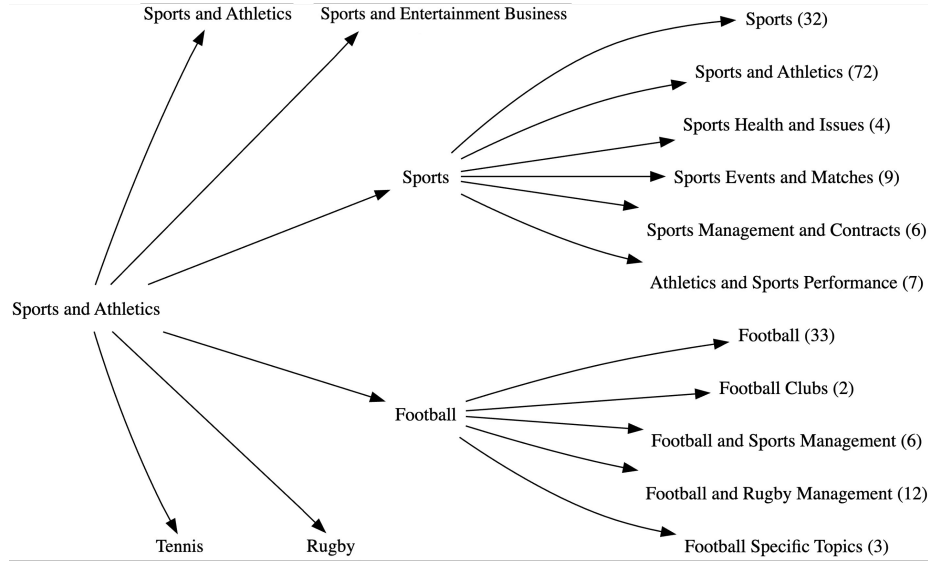 Sports and Athletics
Sports and Entertainment Business
Sports (32)
Sports and Athletics (72)
Sports Health and Issues (4)
Sports
Sports Events and Matches (9)
Sports Management and Contracts (6)
Athletics and Sports Performance (7)
Sports and Athletics
Football (33)
Football Clubs (2)
Football
Football and Sports Management (6)
Football and Rugby Management (12)
Tennis
Rugby
Football Specific Topics (3)